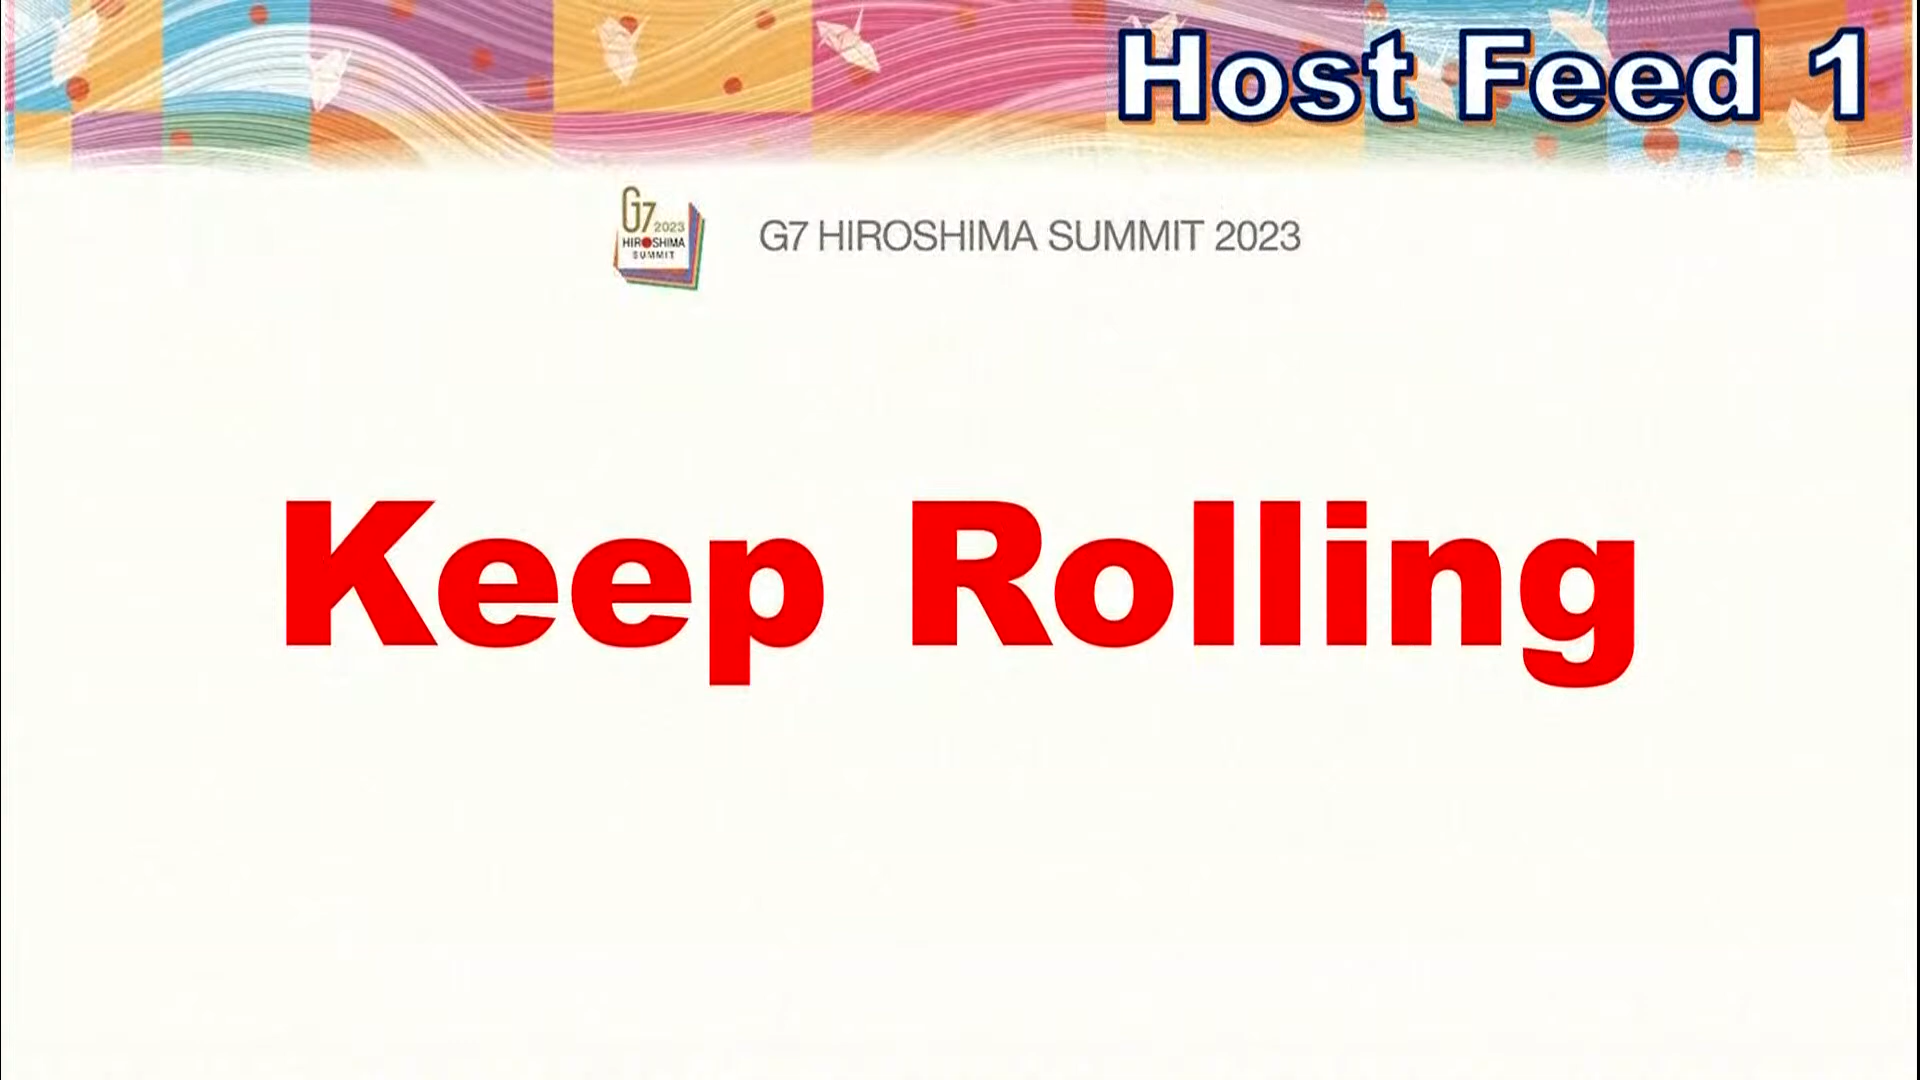 Host Feed 1
G7 2023
HIROSHIMA
SUMMIT
G7 HIROSHIMA SUMMIT 2023
Keep Rolling